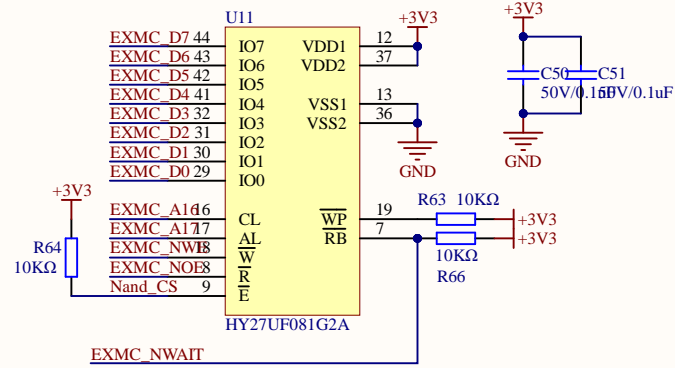 U11
+3V3
+3V3
EXMC_D7 44 IO7 VDD1 12
EXMC_D6 43 IO6 VDD2 37
EXMC_D5 42 IO5
EXMC_D4 41 IO4 VSS1 13
EXMC_D3 32 IO3 VSS2 36
EXMC_D2 31 IO2
EXMC_D1 30 IO1
EXMC_D0 29 IO0
C50 C51
50V/0.1uF 50V/0.1uF
GND
GND
+3V3
R64
10KΩ
EXMC_A16 16 CL WP 19 R63 10KΩ +3V3
EXMC_A17 17 AL RB 7 +3V3
EXMC_NWE 18 W 10KΩ
EXMC_NOE 8 R R66
Nand_CS 9 E
HY27UF081G2A
EXMC_NWAIT